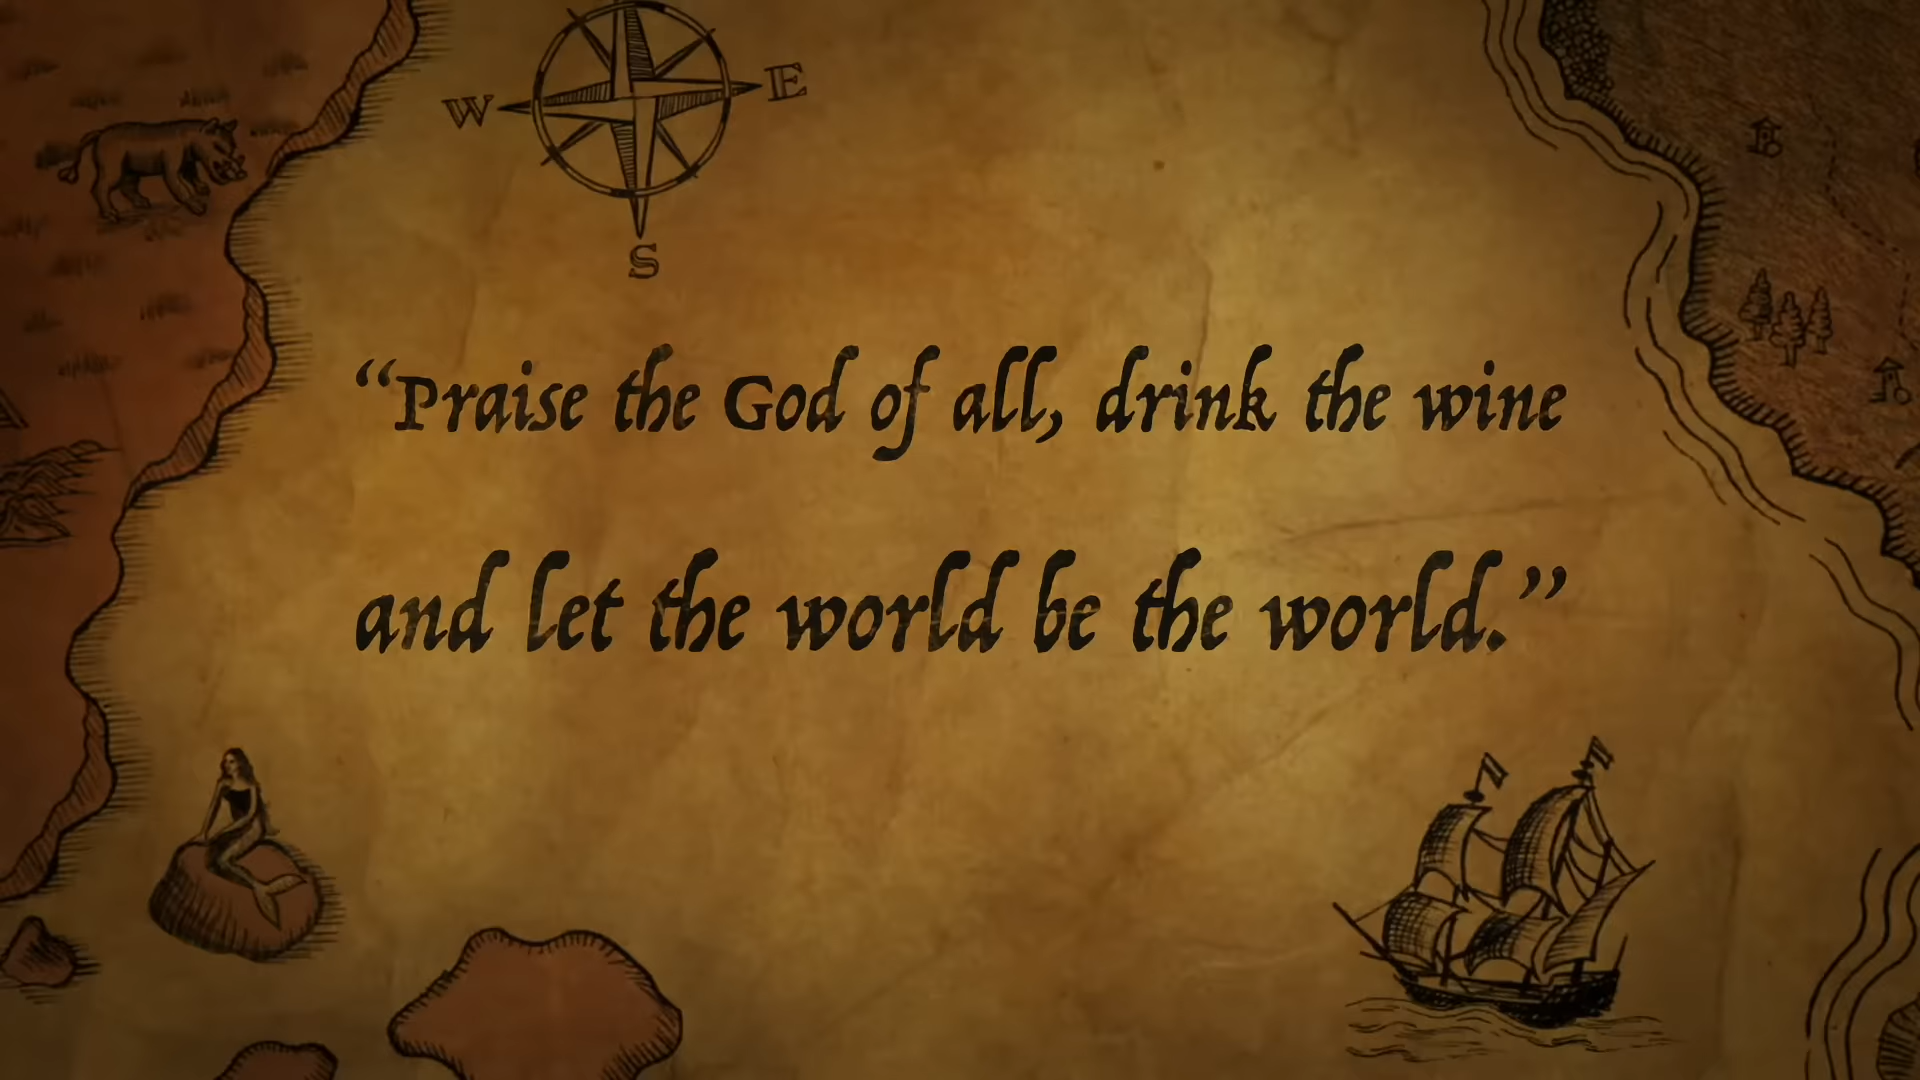 W E
S
“Praise the God of all, drink the wine
and let the world be the world.”